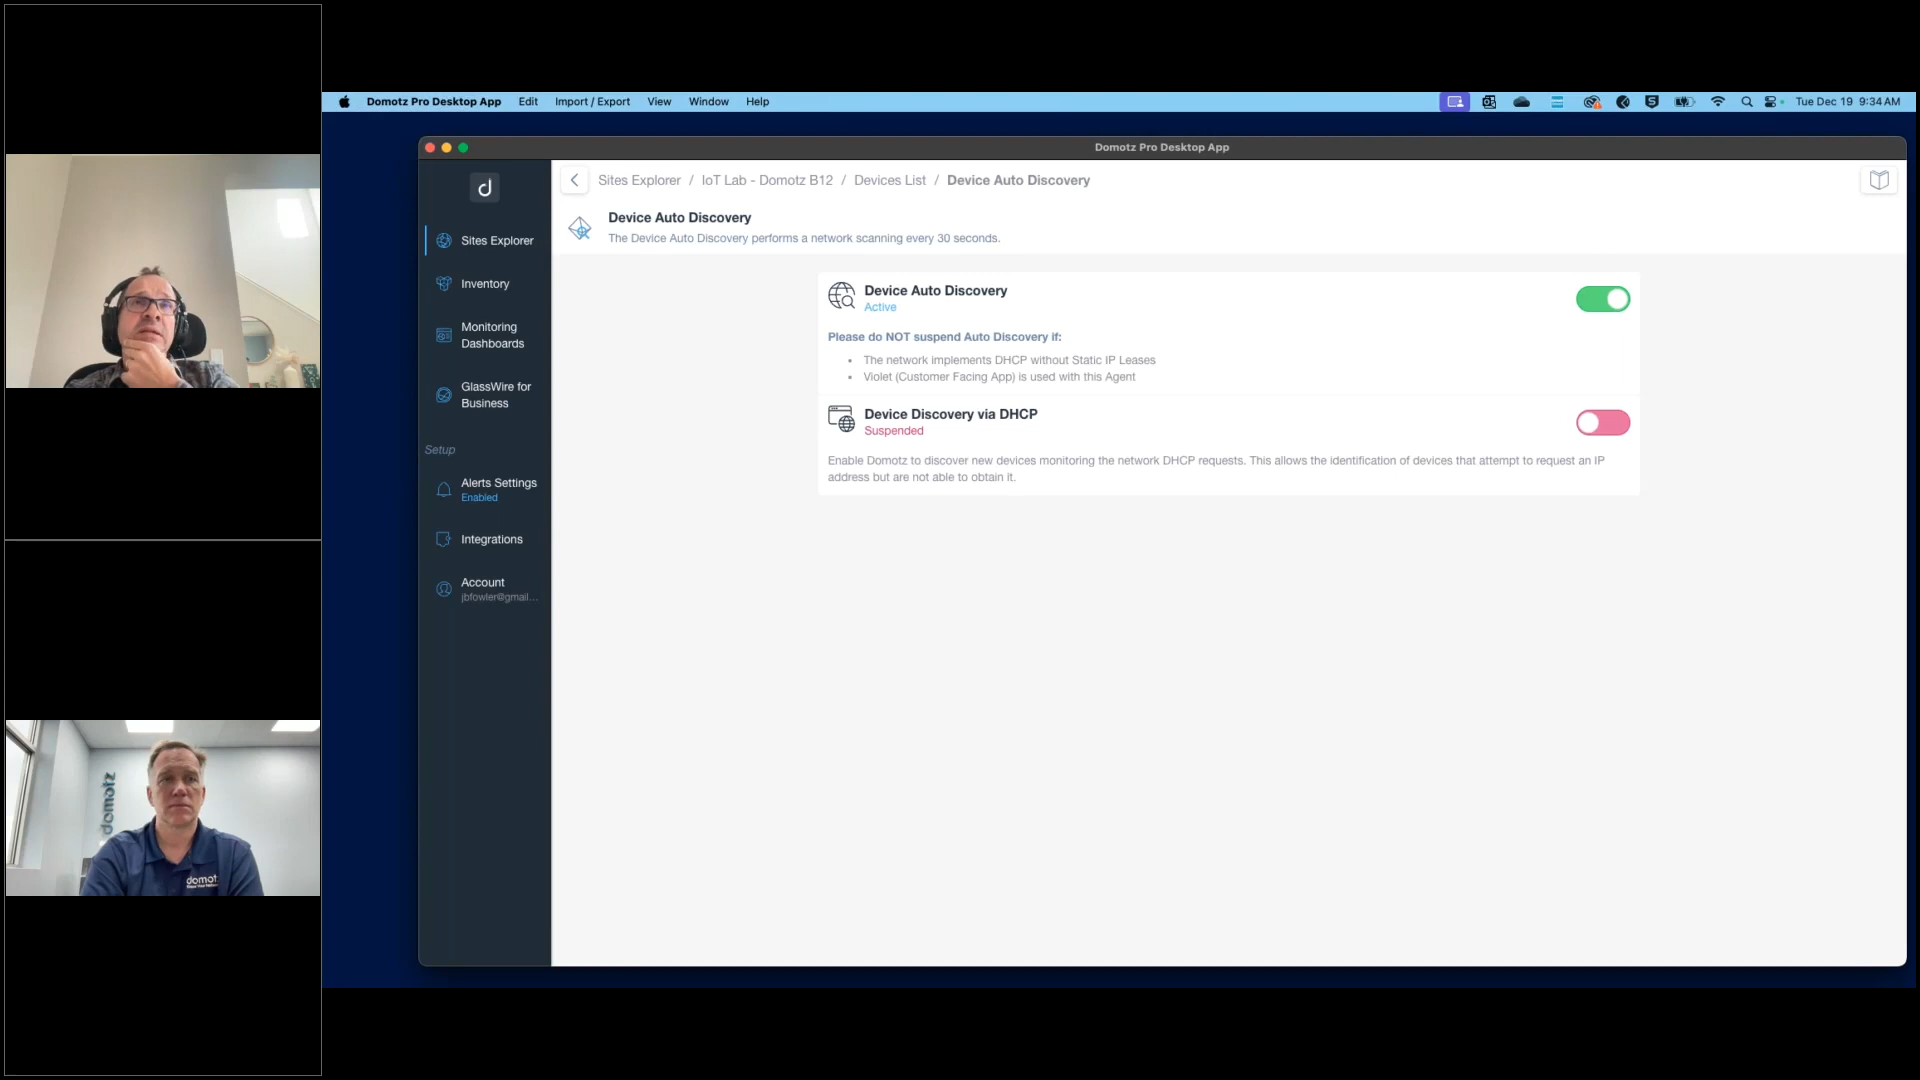 Domotz Pro Desktop App Edit Import / Export View Window Help Tue Dec 19 9:34 AM
Domotz Pro Desktop App
Sites Explorer / IoT Lab - Domotz B12 / Devices List / Device Auto Discovery
Device Auto Discovery
The Device Auto Discovery performs a network scanning every 30 seconds.
Sites Explorer
Inventory
Monitoring
Dashboards
GlassWire for
Business
Setup
Alerts Settings
Enabled
Integrations
Account
jbfowler@gmail...
Device Auto Discovery
Active
Please do NOT suspend Auto Discovery if:
• The network implements DHCP without Static IP Leases
• Violet (Customer Facing App) is used with this Agent
Device Discovery via DHCP
Suspended
Enable Domotz to discover new devices monitoring the network DHCP requests. This allows the identification of devices that attempt to request an IP
address but are not able to obtain it.
domotz
domotz